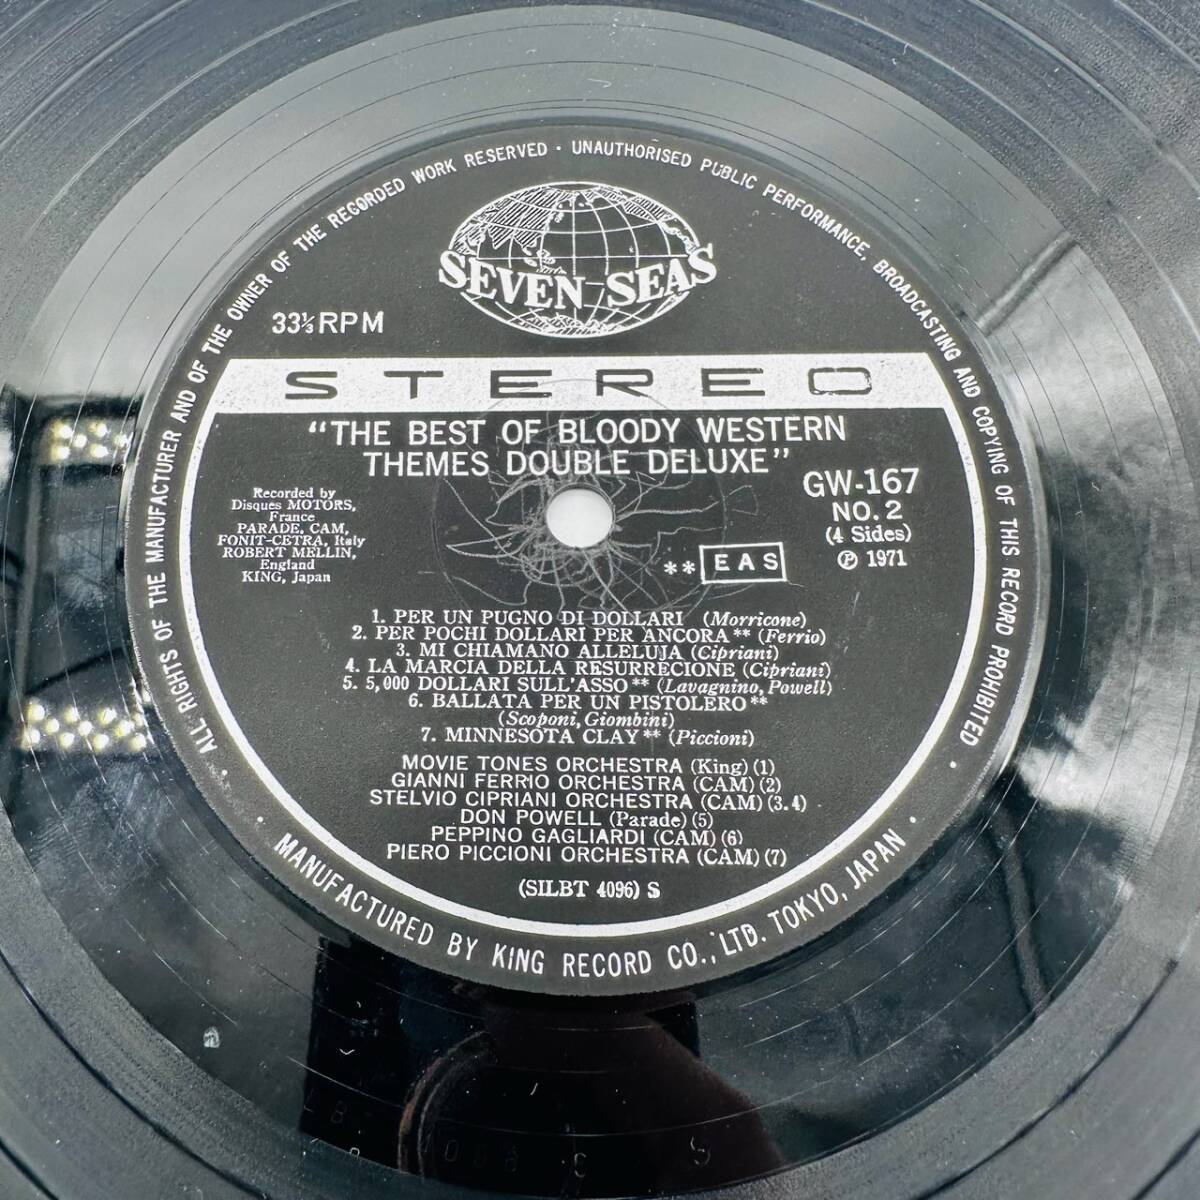 ALL RIGHTS OF THE MANUFACTURER AND OF THE OWNER OF THE RECORDED WORK RESERVED · UNAUTHORISED PUBLIC PERFORMANCE, BROADCASTING AND COPYING OF THIS RECORD PROHIBITED ·
SEVEN SEAS
33⅓ RPM
STEREO
"THE BEST OF BLOODY WESTERN
THEMES DOUBLE DELUXE"
GW-167
NO. 2
(4 Sides)
Ⓟ 1971
Recorded by
Disques MOTORS,
France
PARADE, CAM,
FONIT-CETRA, Italy
ROBERT MELLIN,
England
KING, Japan
** EAS
1. PER UN PUGNO DI DOLLARI (Morricone)
2. PER POCHI DOLLARI PER ANCORA** (Ferrio)
3. MI CHIAMANO ALLELUJA (Cipriani)
4. LA MARCIA DELLA RESURRECIONE (Cipriani)
5. 5,000 DOLLARI SULL'ASSO** (Lavagnino, Powell)
6. BALLATA PER UN PISTOLERO**
(Scoponi, Giombini)
7. MINNESOTA CLAY** (Piccioni)
MOVIE TONES ORCHESTRA (King) (1)
GIANNI FERRIO ORCHESTRA (CAM) (2)
STELVIO CIPRIANI ORCHESTRA (CAM) (3.4)
DON POWELL (Parade) (5)
PEPPINO GAGLIARDI (CAM) (6)
PIERO PICCIONI ORCHESTRA (CAM) (7)
(SILBT 4096) S
MANUFACTURED BY KING RECORD CO., LTD. TOKYO, JAPAN ·